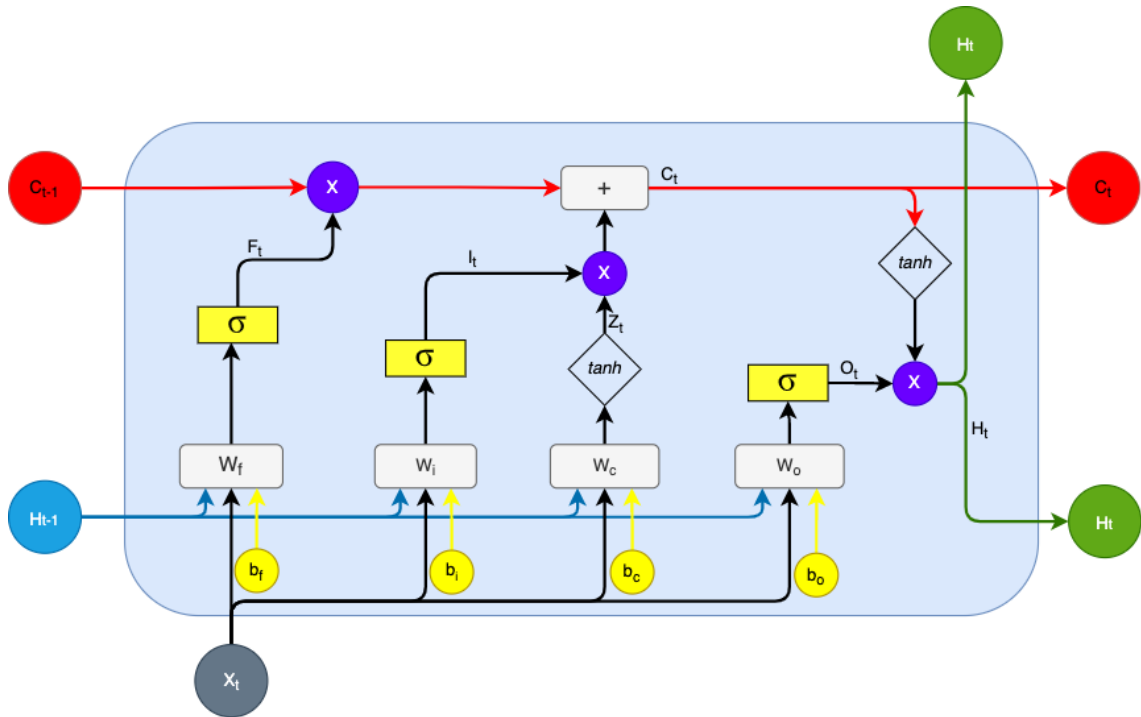 Ht
Ct-1
X
+
Ct
Ct
Ft
It
X
tanh
Zt
σ
σ
tanh
σ
Ot
X
Ht
Wf
Wi
Wc
Wo
Ht-1
Ht
bf
bi
bc
bo
Xt